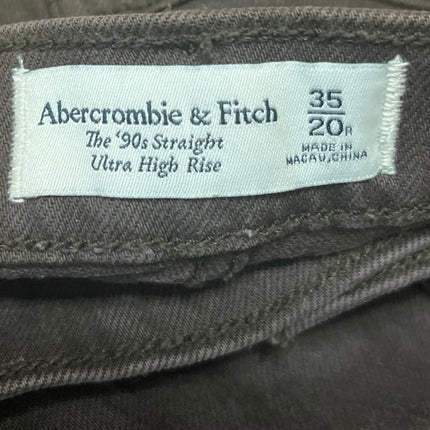 Abercrombie & Fitch
The '90s Straight
Ultra High Rise
35
20R
MADE IN
MACAU, CHINA